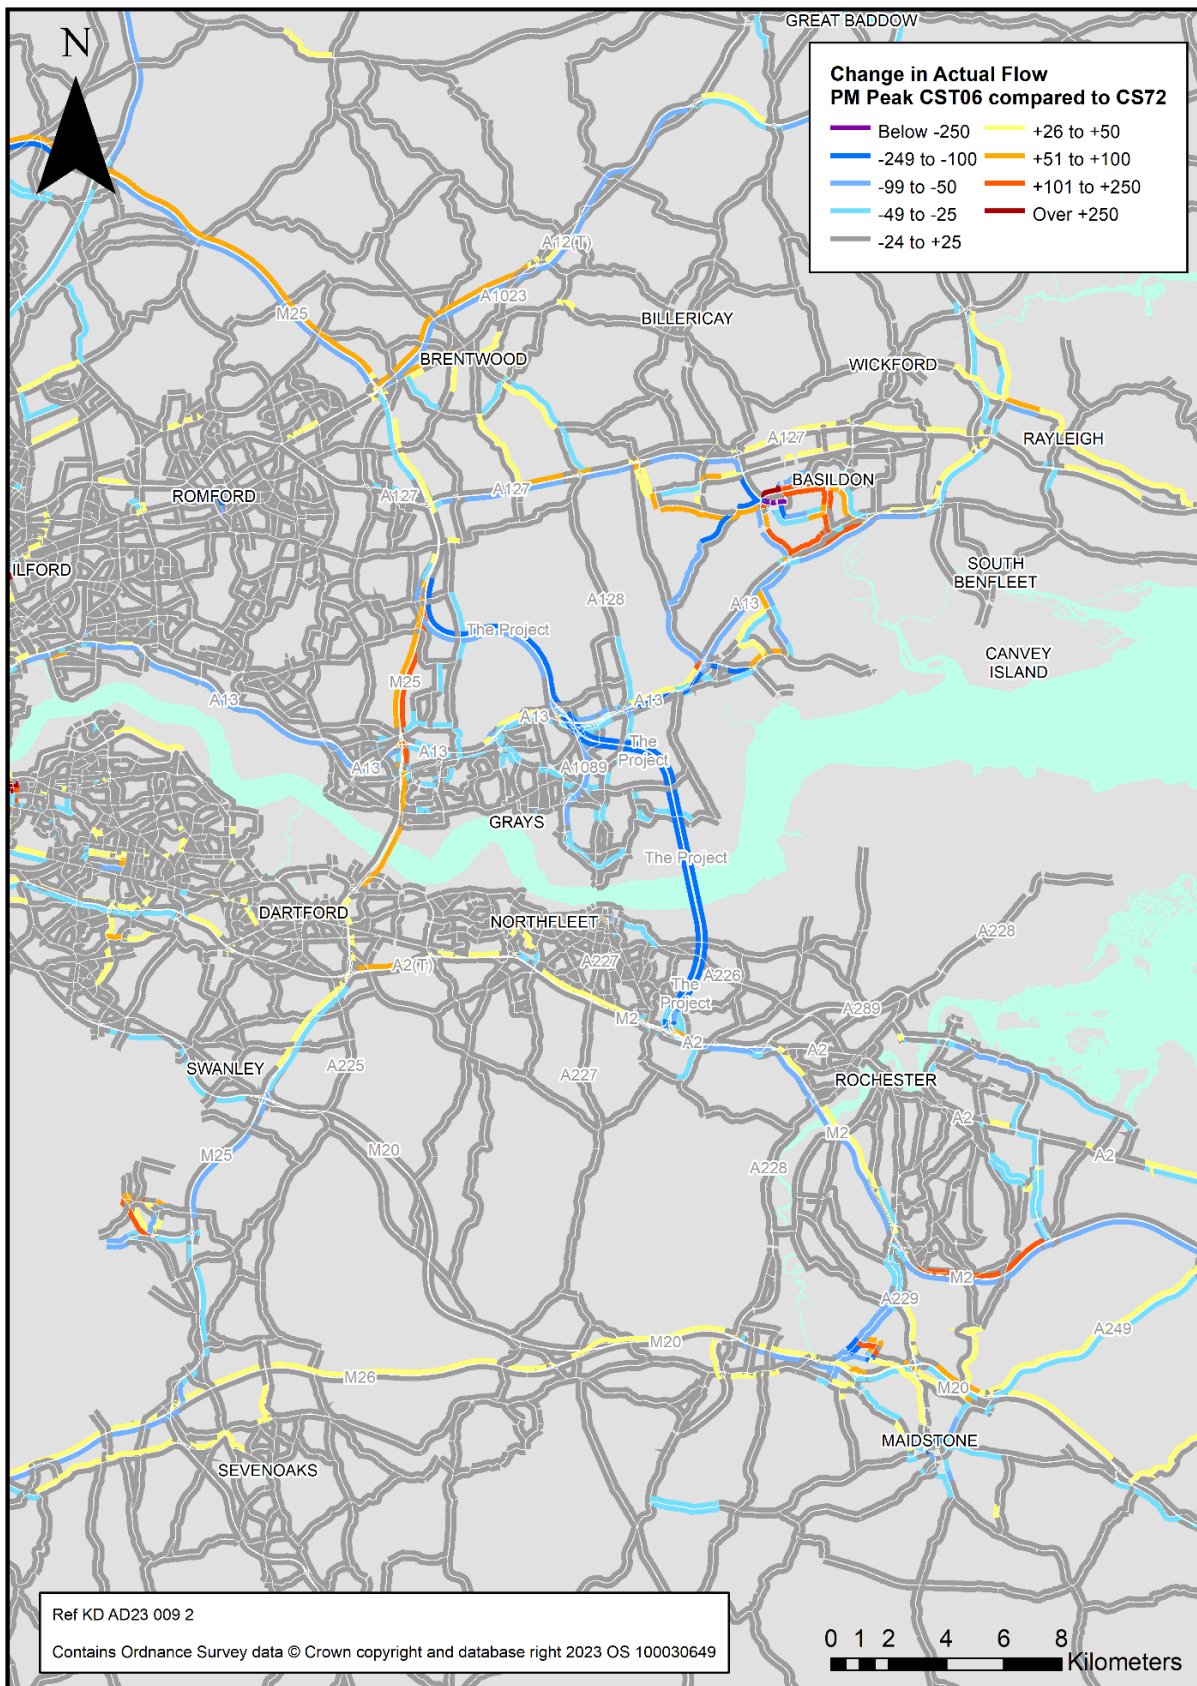 GREAT BADDOW
N
Change in Actual Flow
PM Peak CST06 compared to CS72
Below -250
+26 to +50
-249 to -100
+51 to +100
-99 to -50
+101 to +250
-49 to -25
Over +250
-24 to +25
A12(T)
A1023
M25
BILLERICAY
BRENTWOOD
WICKFORD
A127
RAYLEIGH
BASILDON
ROMFORD
A127
A127
ILFORD
SOUTH
BENFLEET
A128
A13
The Project
CANVEY
ISLAND
M25
A13
A13
A13
A13
The
Project
A13
A1089
GRAYS
The Project
DARTFORD
NORTHFLEET
A228
A227
A2(T)
A226
The
Project
A289
M2
A2
A2
SWANLEY
A225
A227
ROCHESTER
A2
M2
M20
A2
M25
A228
M2
A229
A249
M20
M26
M20
MAIDSTONE
SEVENOAKS
Ref KD AD23 009 2
Contains Ordnance Survey data © Crown copyright and database right 2023 OS 100030649
0 1 2 4 6 8
Kilometers